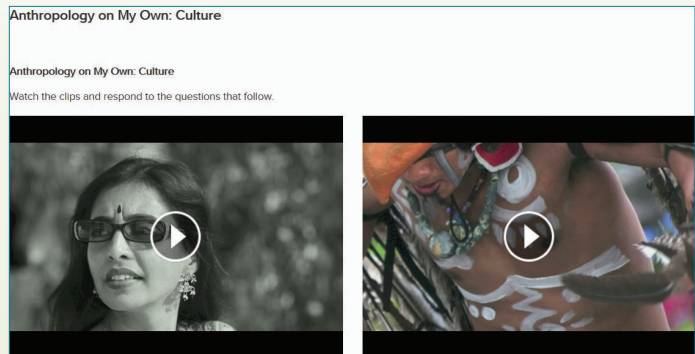 Anthropology on My Own: Culture
Anthropology on My Own: Culture
Watch the clips and respond to the questions that follow.